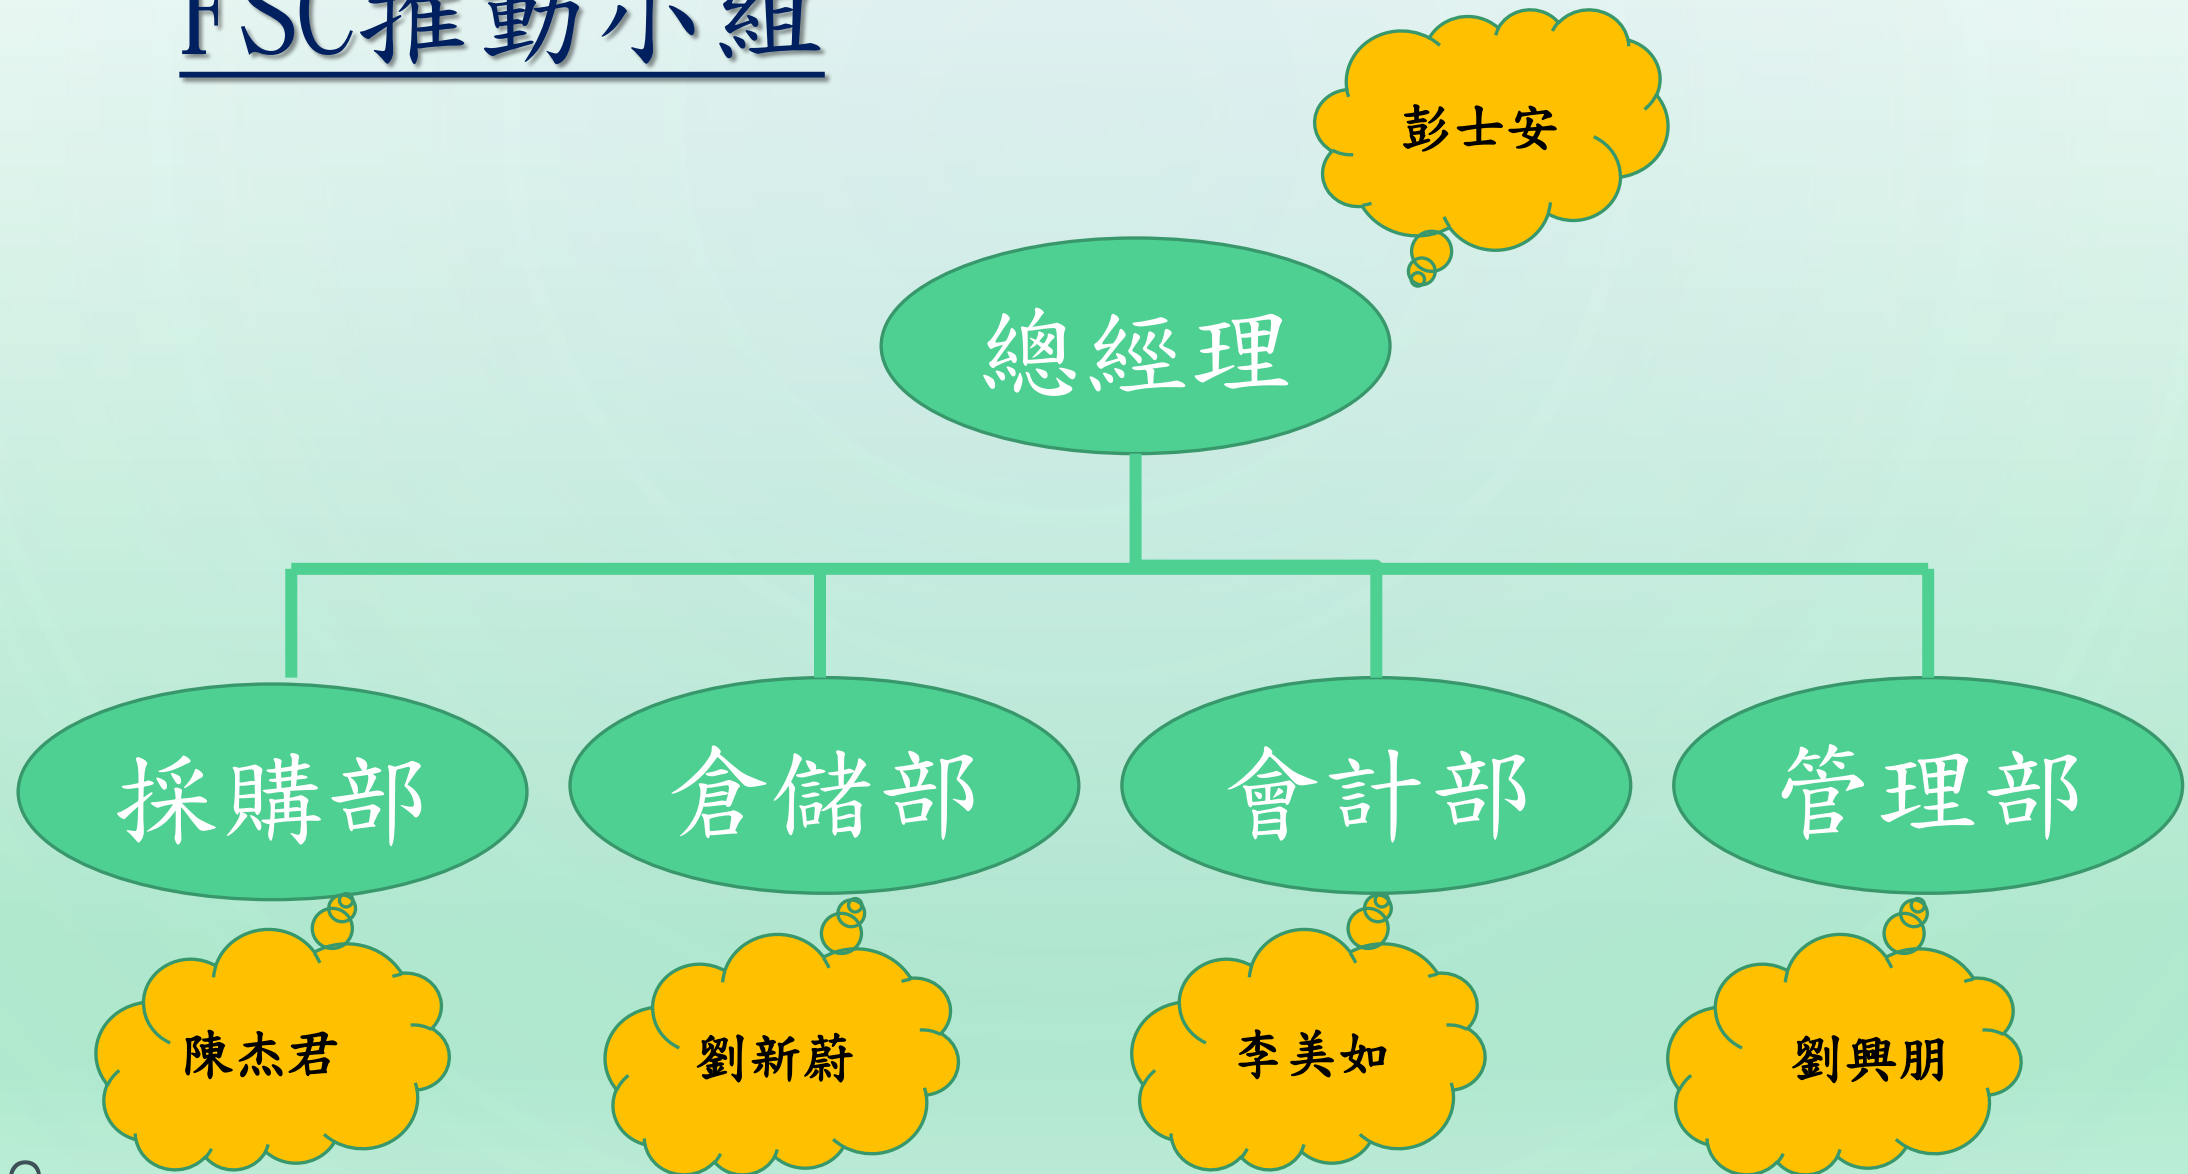 FSC推動小組
彭士安
總經理
採購部
倉儲部
會計部
管理部
陳杰君
劉新蔚
李美如
劉興朋